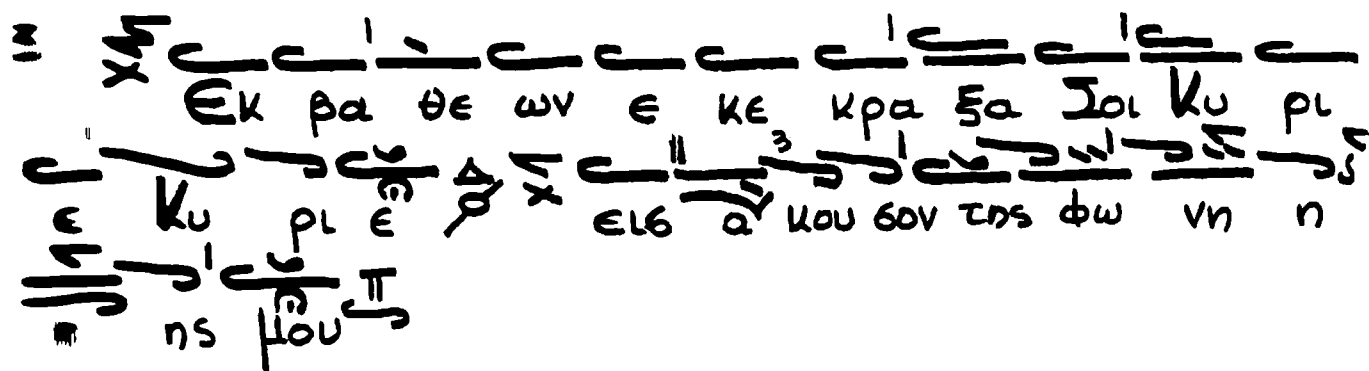 Εκ βα θε ων ε κε κρα ξα Σοι Κυ ρι
ε Κυ ρι ε εισ α κου σον της φω νη η
ης μου